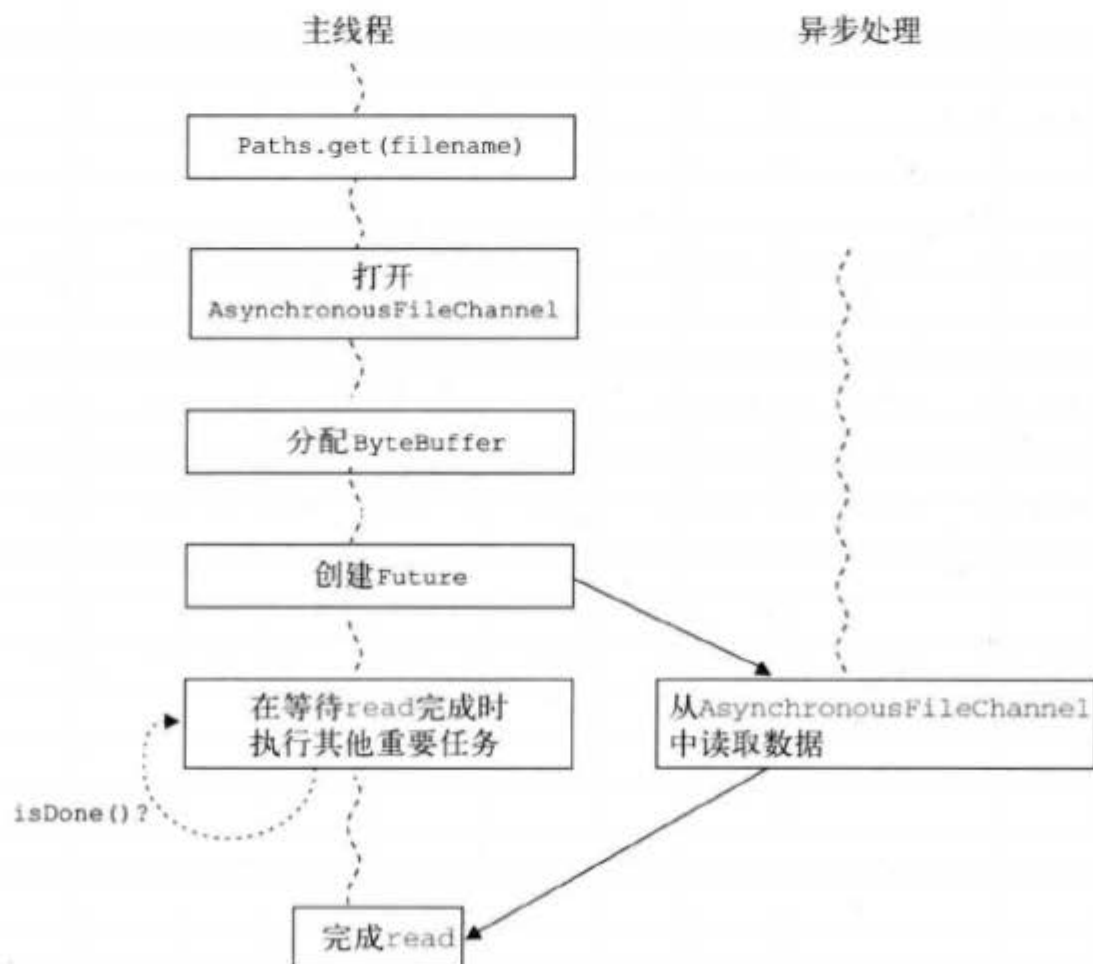 主线程
异步处理
Paths.get(filename)
打开
AsynchronousFileChannel
分配ByteBuffer
创建Future
在等待read完成时
执行其他重要任务
从AsynchronousFileChannel
中读取数据
isDone()?
完成read